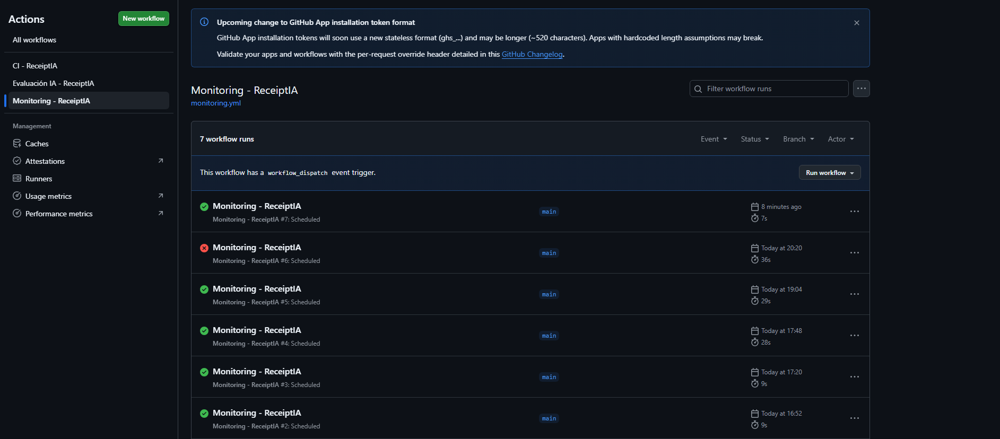 Actions
New workflow
All workflows
CI - ReceiptIA
Evaluación IA - ReceiptIA
Monitoring - ReceiptIA
Management
Caches
Attestations
Runners
Usage metrics
Performance metrics
Upcoming change to GitHub App installation token format
GitHub App installation tokens will soon use a new stateless format (ghs_...) and may be longer (~520 characters). Apps with hardcoded length assumptions may break.
Validate your apps and workflows with the per-request override header detailed in this GitHub Changelog.
Monitoring - ReceiptIA
monitoring.yml
Filter workflow runs
7 workflow runs
Event Status Branch Actor
This workflow has a workflow_dispatch event trigger.
Run workflow
Monitoring - ReceiptIA
Monitoring - ReceiptIA #7: Scheduled
main
8 minutes ago
7s
Monitoring - ReceiptIA
Monitoring - ReceiptIA #6: Scheduled
main
Today at 20:20
36s
Monitoring - ReceiptIA
Monitoring - ReceiptIA #5: Scheduled
main
Today at 19:04
29s
Monitoring - ReceiptIA
Monitoring - ReceiptIA #4: Scheduled
main
Today at 17:48
28s
Monitoring - ReceiptIA
Monitoring - ReceiptIA #3: Scheduled
main
Today at 17:20
9s
Monitoring - ReceiptIA
Monitoring - ReceiptIA #2: Scheduled
main
Today at 16:52
9s